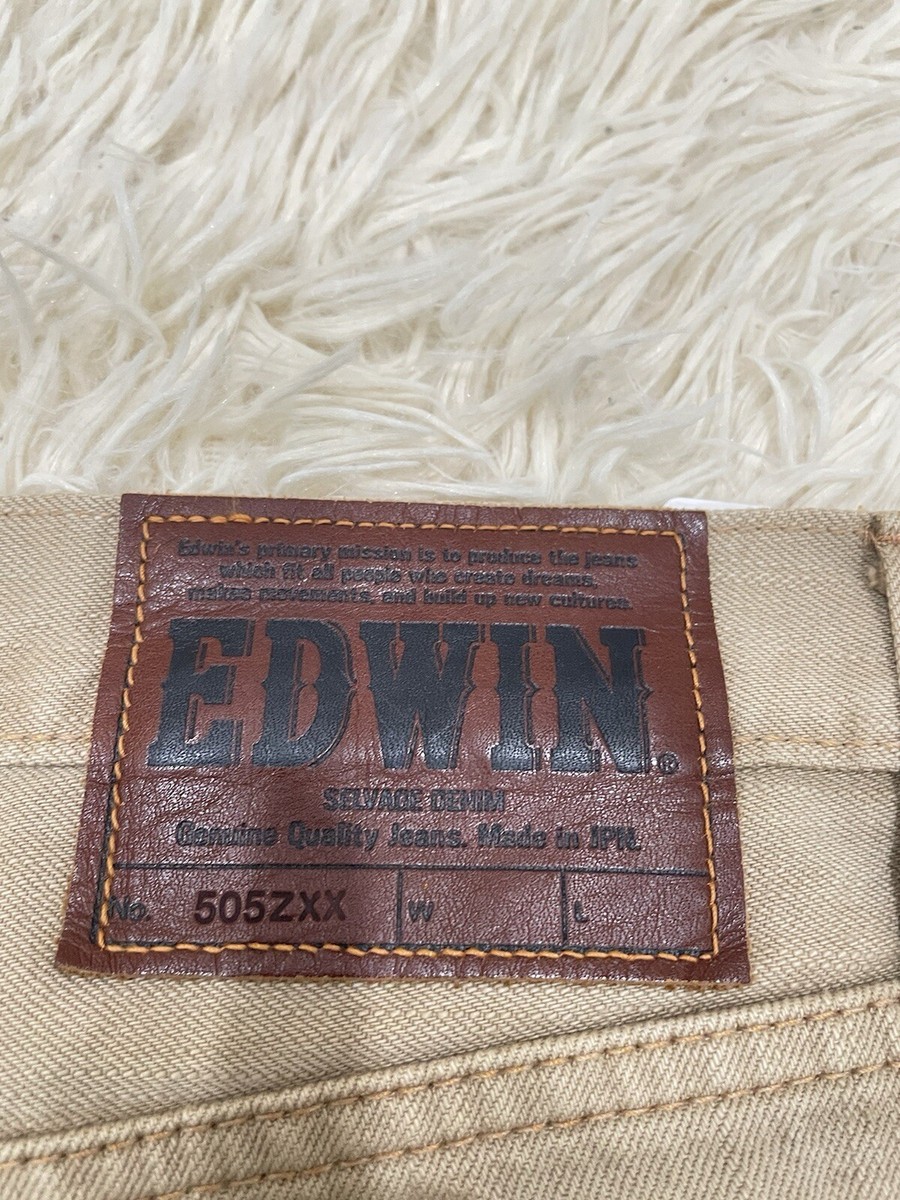 Edwin's primary mission is to produce the jeans
which fit all people who create dreams,
makes movements, and build up new cultures.
EDWIN®
SELVAGE DENIM
Genuine Quality Jeans. Made in JPN.
No. 505ZXX W L